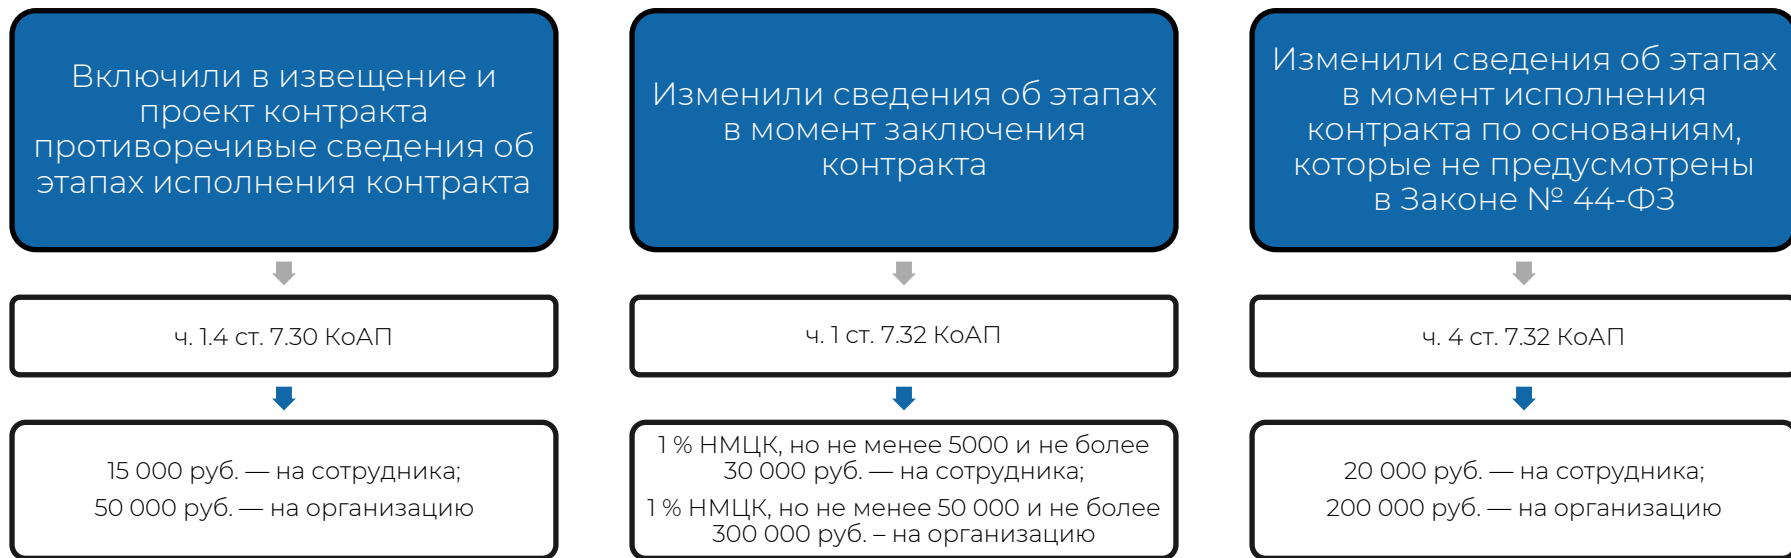 Включили в извещение и
проект контракта
противоречивые сведения об
этапах исполнения контракта
ч. 1.4 ст. 7.30 КоАП
15 000 руб. — на сотрудника;
50 000 руб. — на организацию
Изменили сведения об этапах
в момент заключения
контракта
ч. 1 ст. 7.32 КоАП
1 % НМЦК, но не менее 5000 и не более
30 000 руб. — на сотрудника;
1 % НМЦК, но не менее 50 000 и не более
300 000 руб. – на организацию
Изменили сведения об этапах
в момент исполнения
контракта по основаниям,
которые не предусмотрены
в Законе № 44-ФЗ
ч. 4 ст. 7.32 КоАП
20 000 руб. — на сотрудника;
200 000 руб. — на организацию